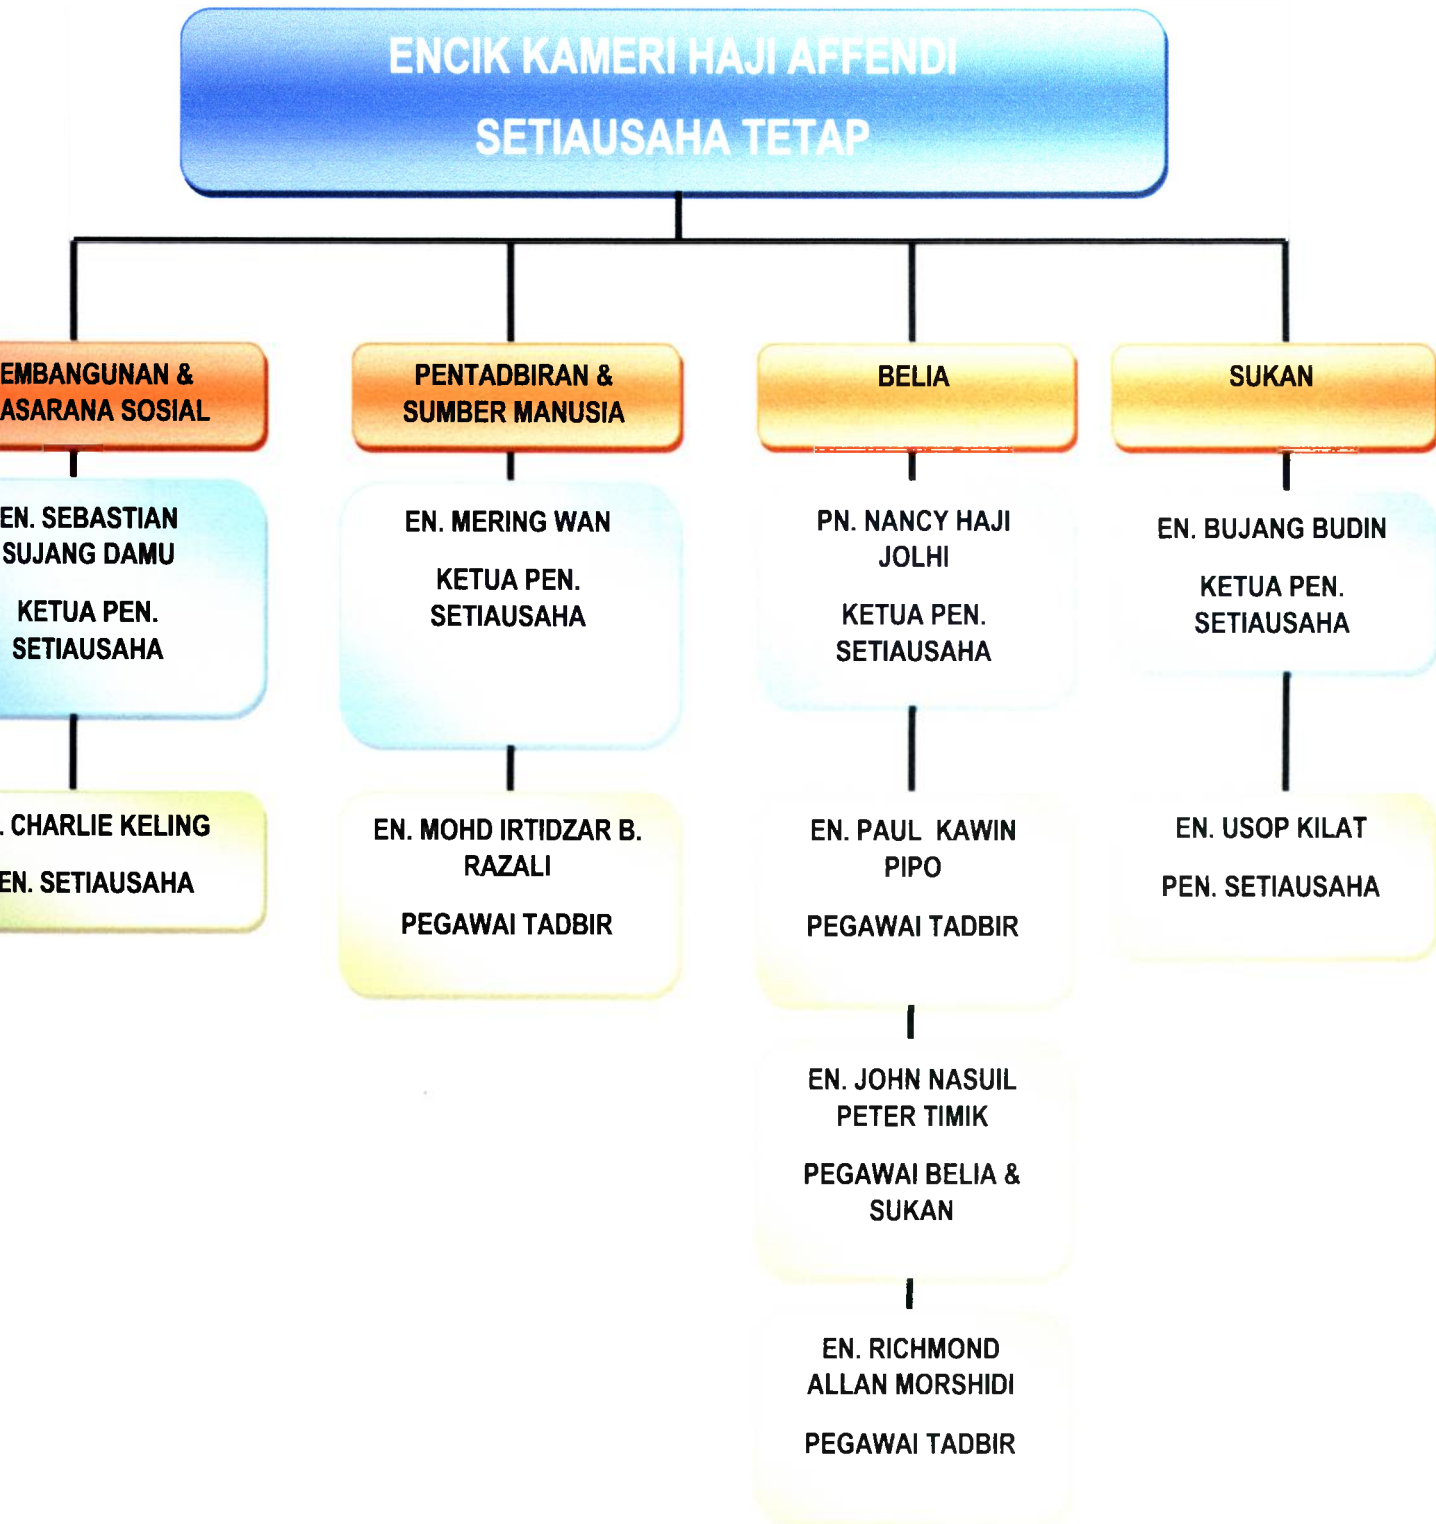 ENCIK KAMERI HAJI AFFENDI
SETIAUSAHA TETAP
EMBANGUNAN &
ASARANA SOSIAL
EN. SEBASTIAN
SUJANG DAMU
KETUA PEN.
SETIAUSAHA
. CHARLIE KELING
EN. SETIAUSAHA
PENTADBIRAN &
SUMBER MANUSIA
EN. MERING WAN
KETUA PEN.
SETIAUSAHA
EN. MOHD IRTIDZAR B.
RAZALI
PEGAWAI TADBIR
BELIA
PN. NANCY HAJI
JOLHI
KETUA PEN.
SETIAUSAHA
EN. PAUL KAWIN
PIPO
PEGAWAI TADBIR
EN. JOHN NASUIL
PETER TIMIK
PEGAWAI BELIA &
SUKAN
EN. RICHMOND
ALLAN MORSHIDI
PEGAWAI TADBIR
SUKAN
EN. BUJANG BUDIN
KETUA PEN.
SETIAUSAHA
EN. USOP KILAT
PEN. SETIAUSAHA